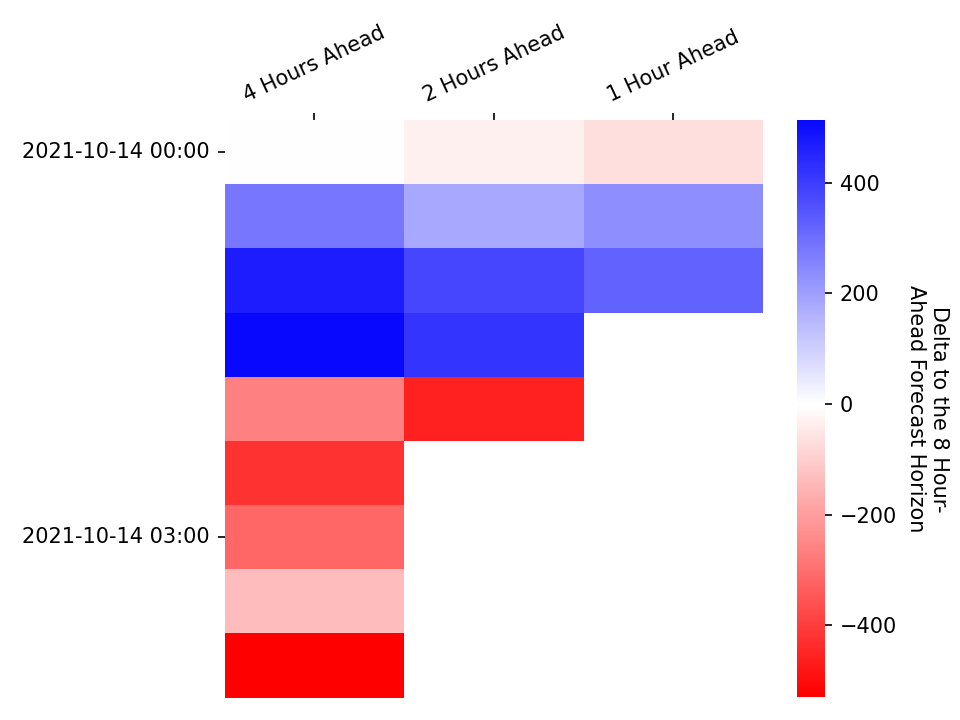 4 Hours Ahead
2 Hours Ahead
1 Hour Ahead
2021-10-14 00:00
2021-10-14 03:00
400
200
0
−200
−400
Delta to the 8 Hour-
Ahead Forecast Horizon